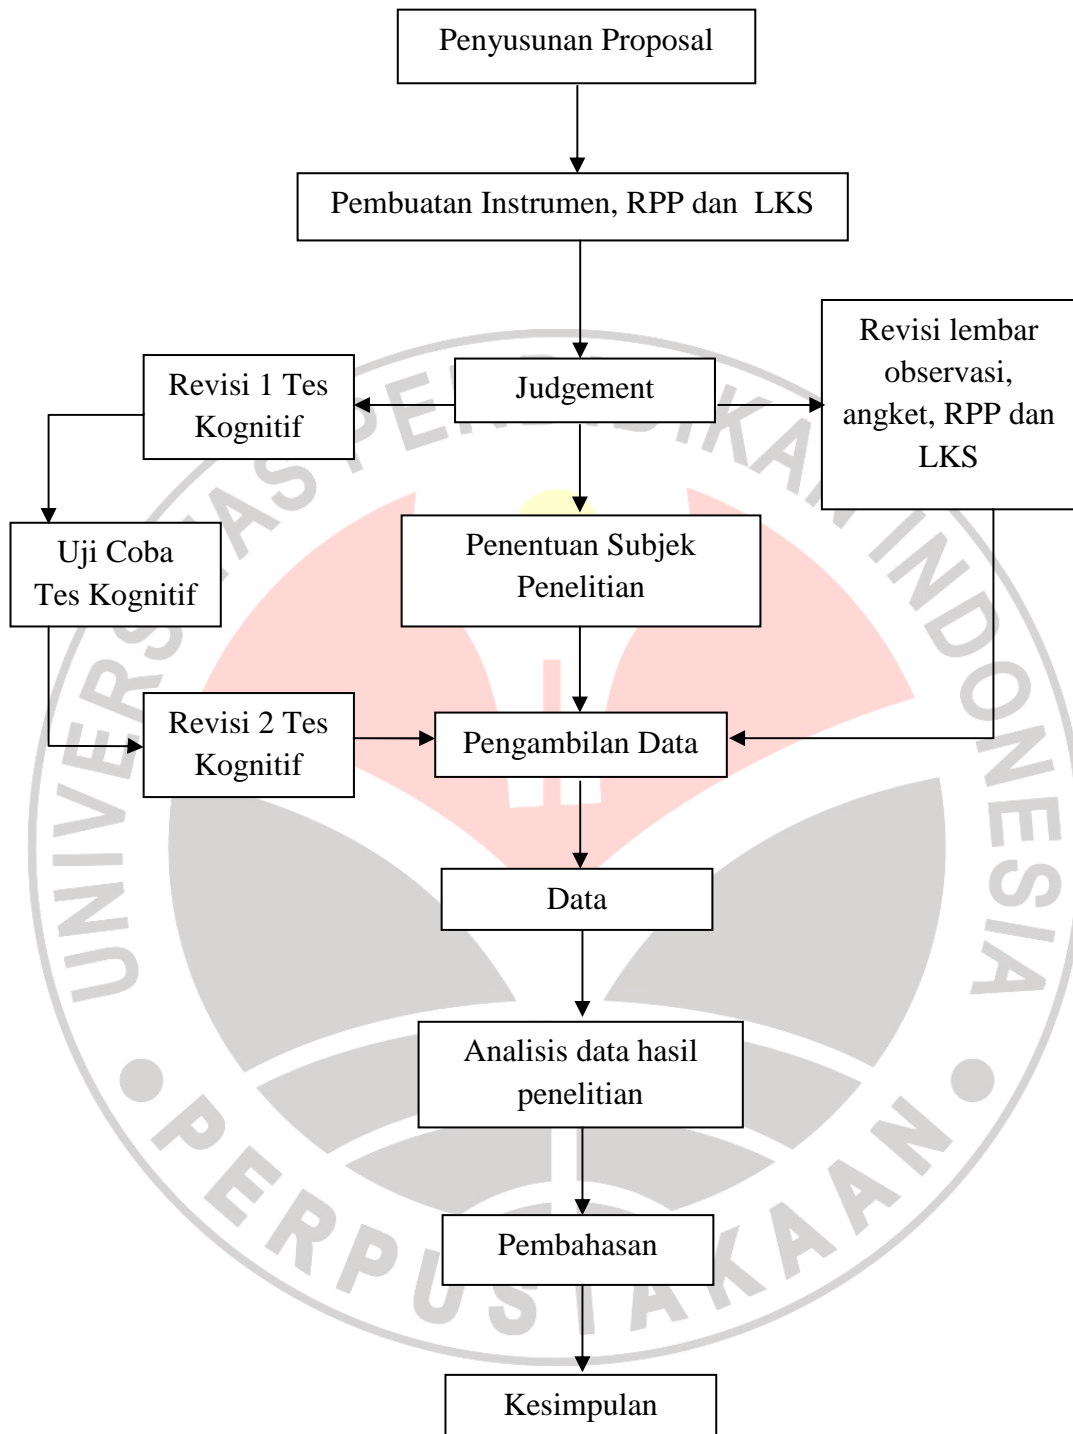 Penyusunan Proposal
Pembuatan Instrumen, RPP dan LKS
Judgement
Revisi 1 Tes
Kognitif
Revisi lembar
observasi,
angket, RPP dan
LKS
Uji Coba
Tes Kognitif
Penentuan Subjek
Penelitian
Revisi 2 Tes
Kognitif
Pengambilan Data
Data
Analisis data hasil
penelitian
Pembahasan
Kesimpulan
UNIVERSITAS PENDIDIKAN INDONESIA
PERPUSTAKAAN